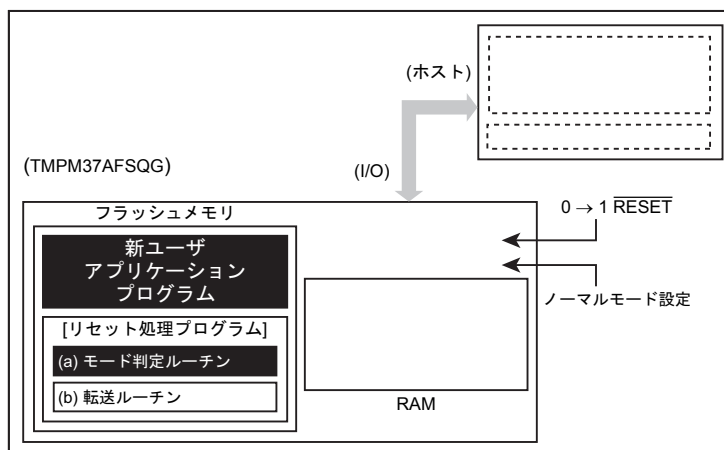 (ホスト)
(TMPM37AFSQG)
(I/O)
フラッシュメモリ
0 → 1 RESET
新ユーザ
アプリケーション
プログラム
ノーマルモード設定
[リセット処理プログラム]
(a) モード判定ルーチン
(b) 転送ルーチン
RAM